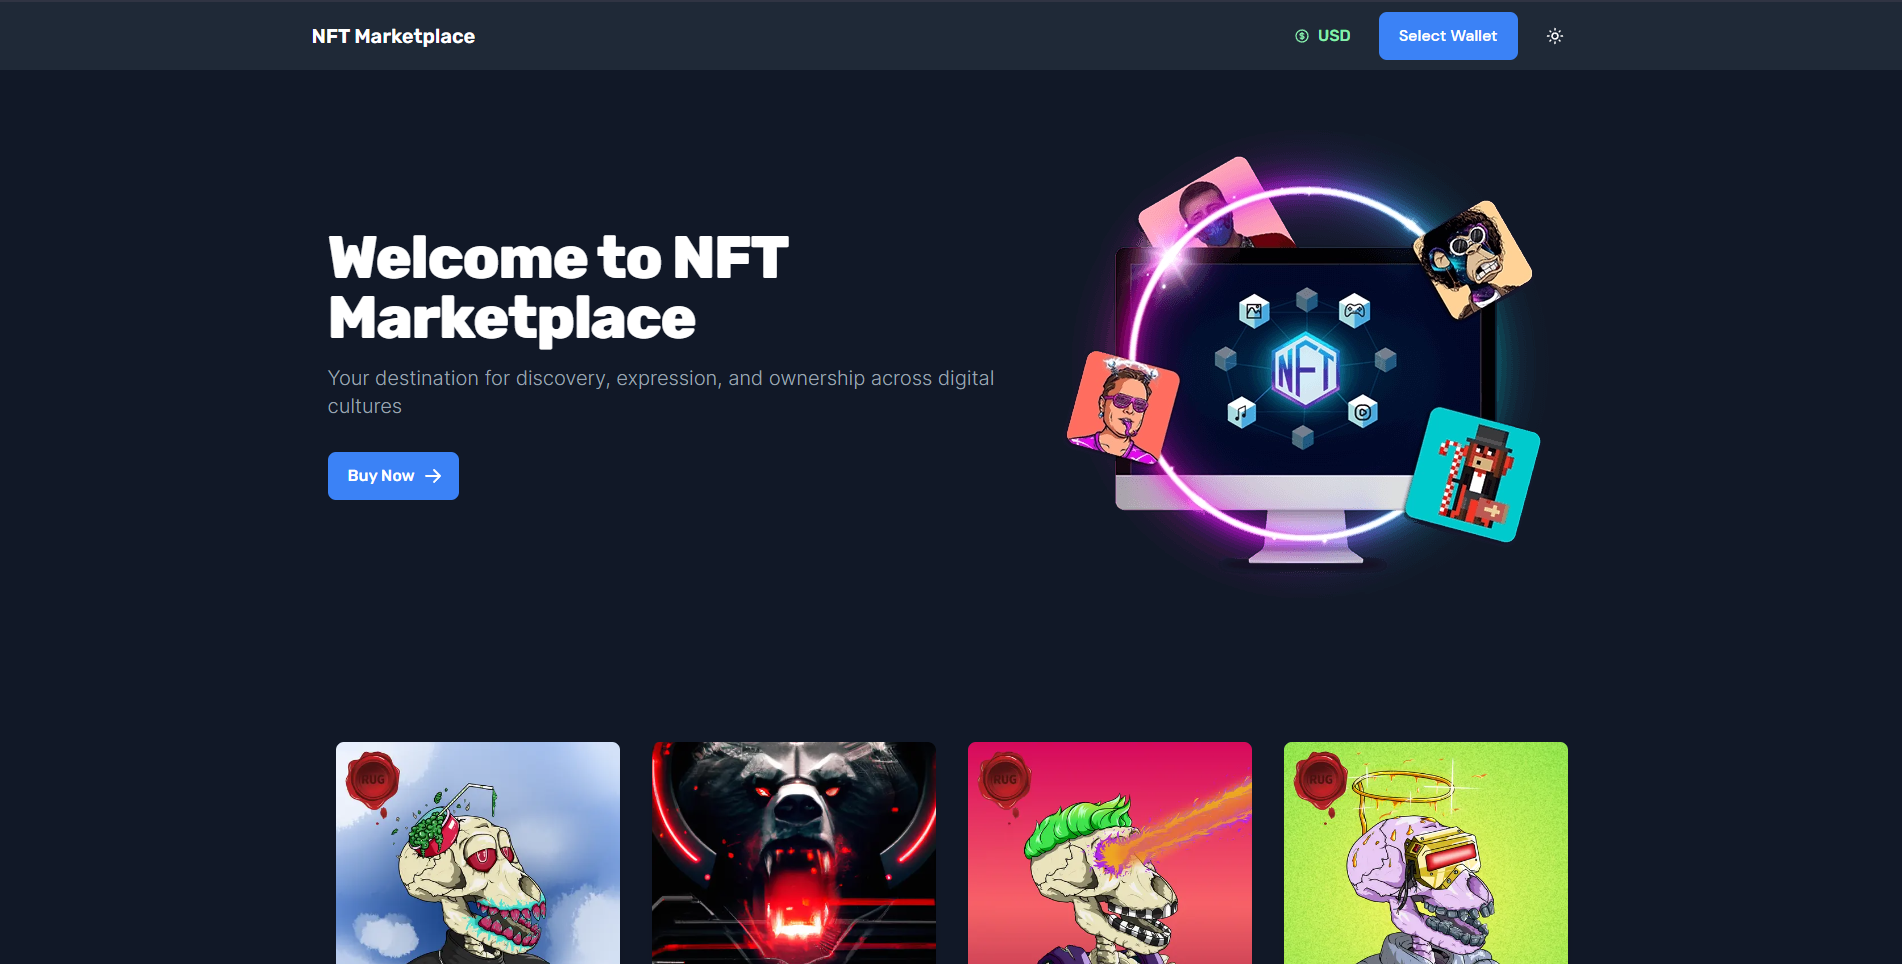 NFT Marketplace
USD
Select Wallet
Welcome to NFT
Marketplace
Your destination for discovery, expression, and ownership across digital
cultures
Buy Now
NFT
RUG
RUG
RUG